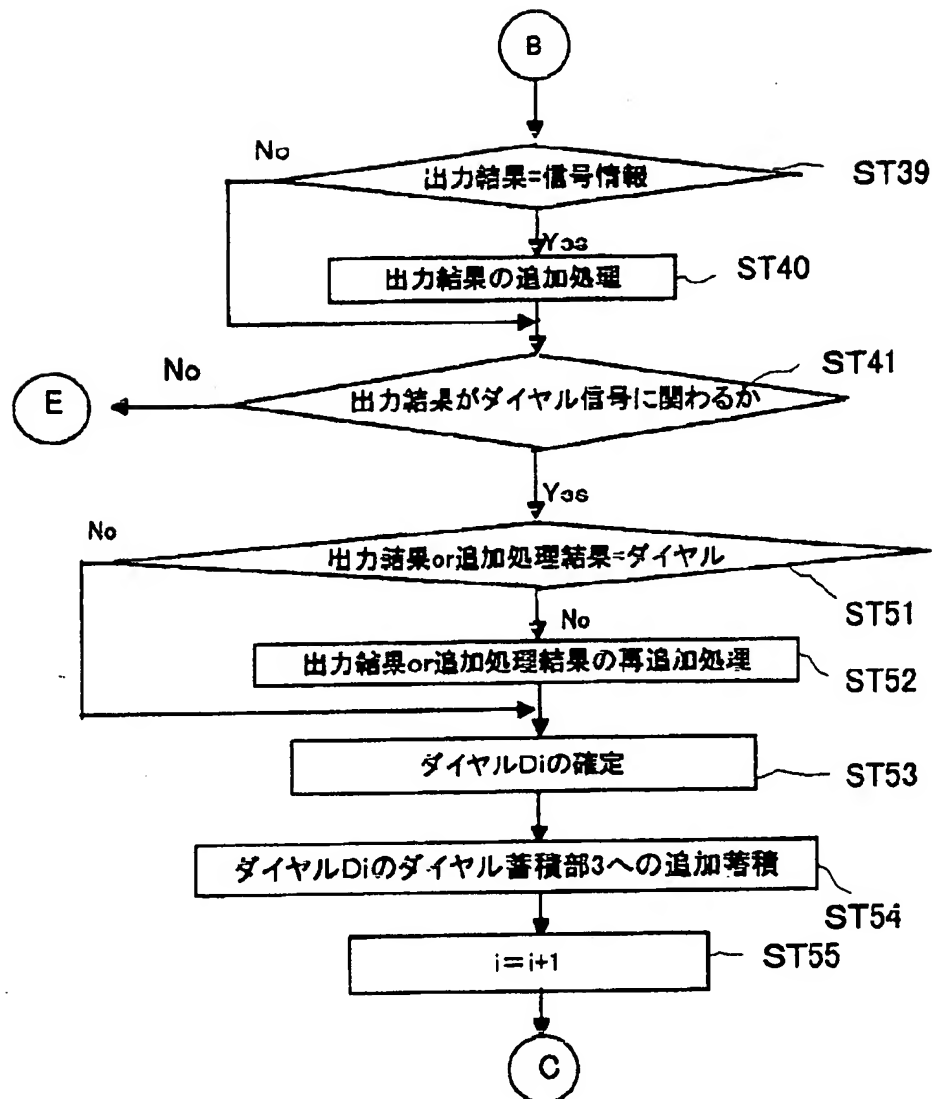 B
No
出力結果=信号情報
ST39
Yes
出力結果の追加処理
ST40
No
ST41
E
出力結果がダイヤル信号に関わるか
Yes
No
出力結果or追加処理結果=ダイヤル
ST51
No
出力結果or追加処理結果の再追加処理
ST52
ダイヤルDiの確定
ST53
ダイヤルDiのダイヤル蓄積部3への追加蓄積
ST54
i=i+1
ST55
C